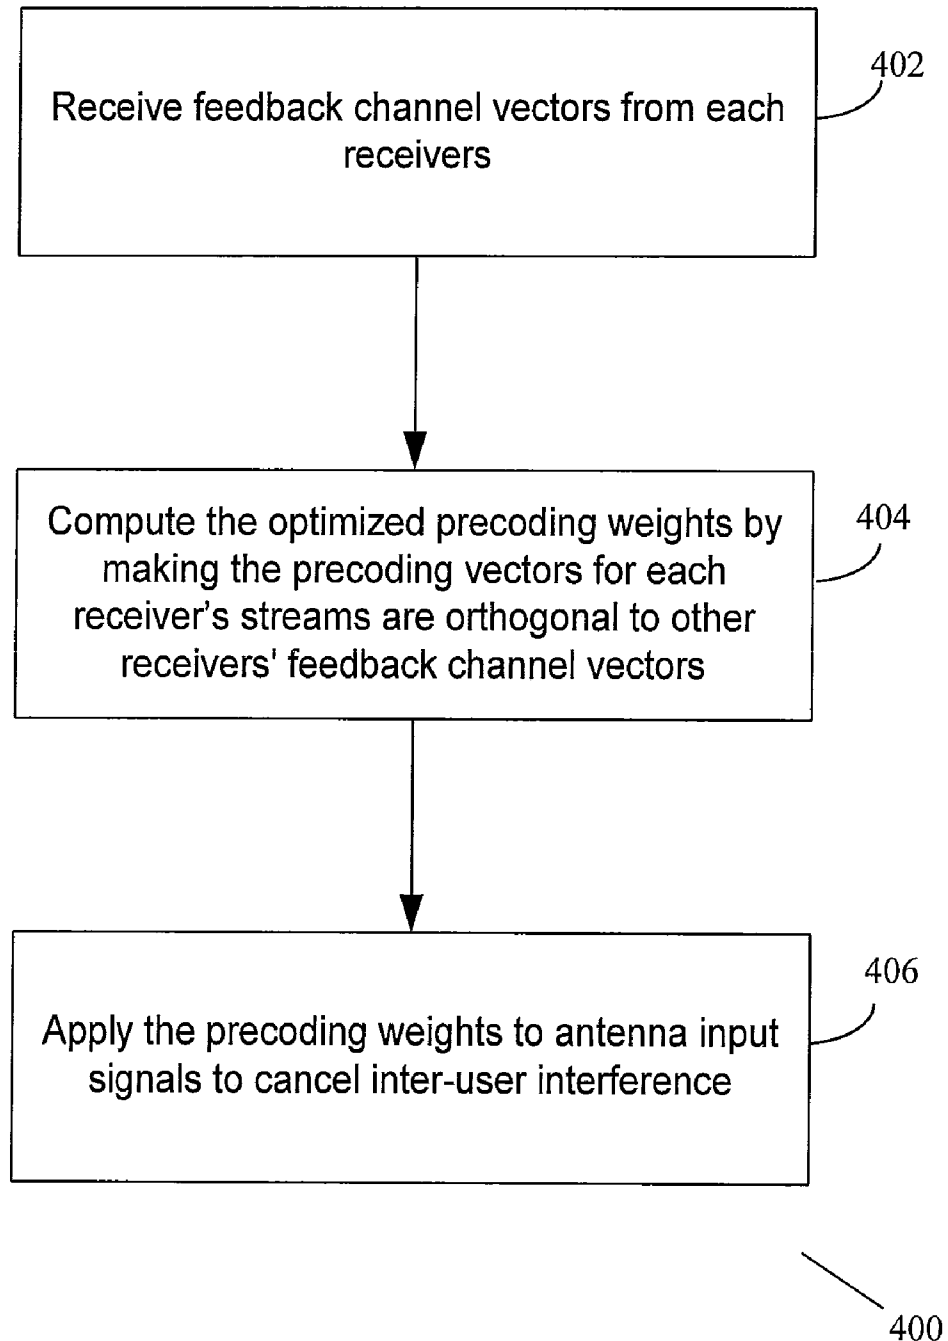 402
Receive feedback channel vectors from each
receivers
404
Compute the optimized precoding weights by
making the precoding vectors for each
receiver's streams are orthogonal to other
receivers' feedback channel vectors
406
Apply the precoding weights to antenna input
signals to cancel inter-user interference
400